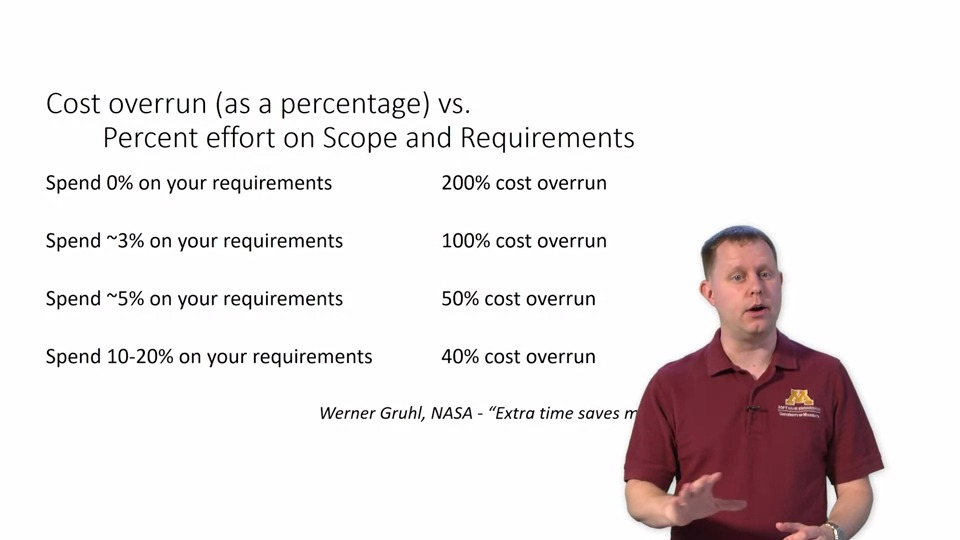 Cost overrun (as a percentage) vs.
Percent effort on Scope and Requirements
Spend 0% on your requirements 200% cost overrun
Spend ~3% on your requirements 100% cost overrun
Spend ~5% on your requirements 50% cost overrun
Spend 10-20% on your requirements 40% cost overrun
Werner Gruhl, NASA - “Extra time saves
M